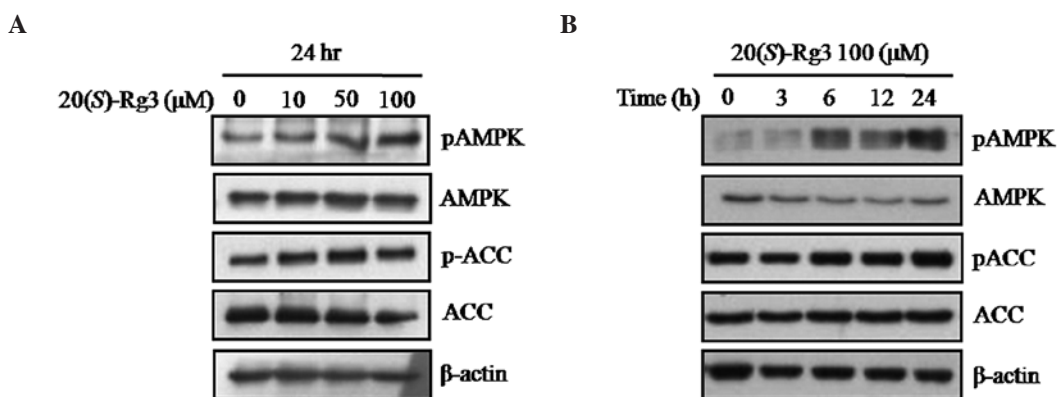 A
24 hr
20(S)-Rg3 (μM) 0 10 50 100
pAMPK
AMPK
p-ACC
ACC
β-actin
B
20(S)-Rg3 100 (μM)
Time (h) 0 3 6 12 24
pAMPK
AMPK
pACC
ACC
β-actin